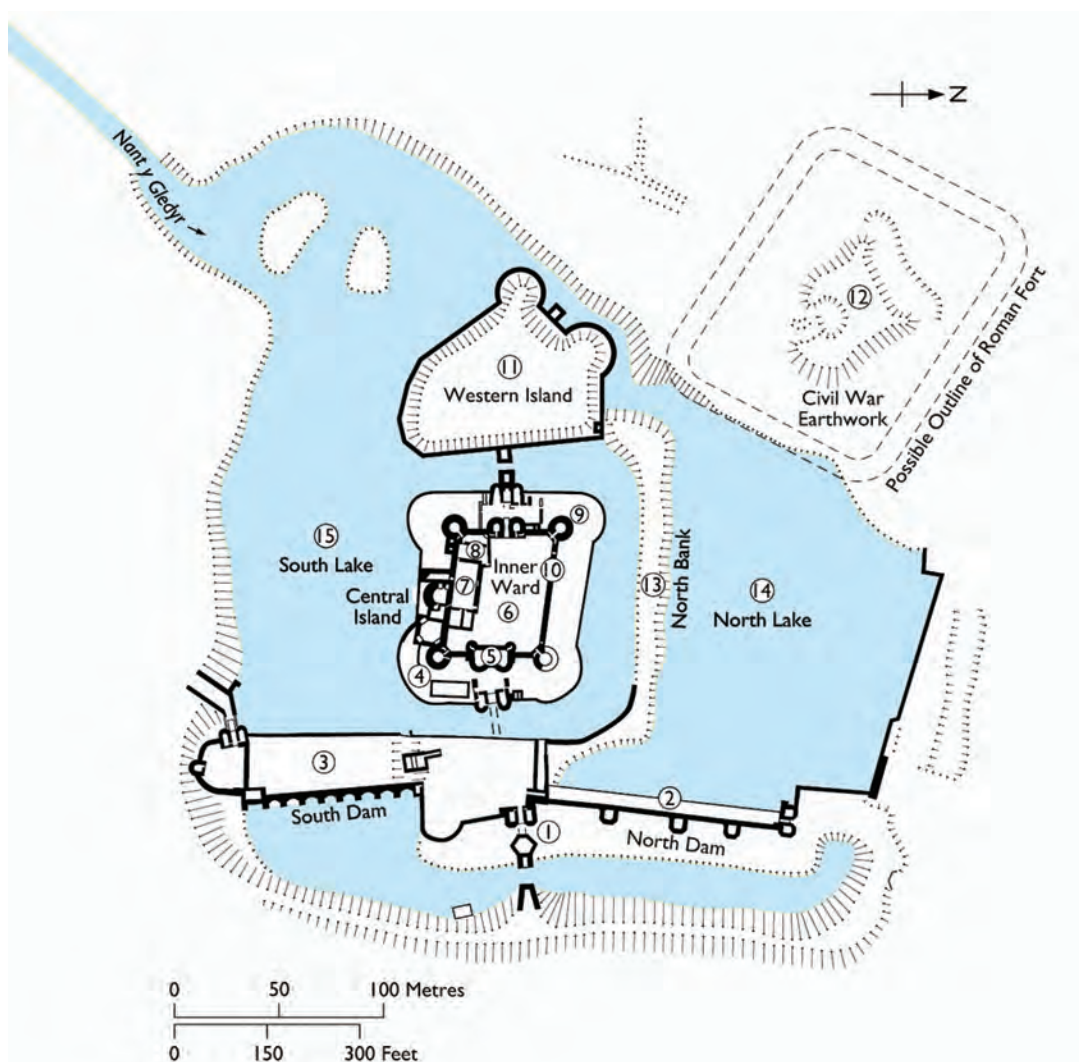 N
Nant y Gledyr
12
Civil War
Earthwork
Possible Outline of Roman Fort
11
Western Island
15
South Lake
9
8
Inner
Ward
10
7
6
Central
Island
5
4
13
North Bank
14
North Lake
3
South Dam
2
1
North Dam
0 50 100 Metres
0 150 300 Feet